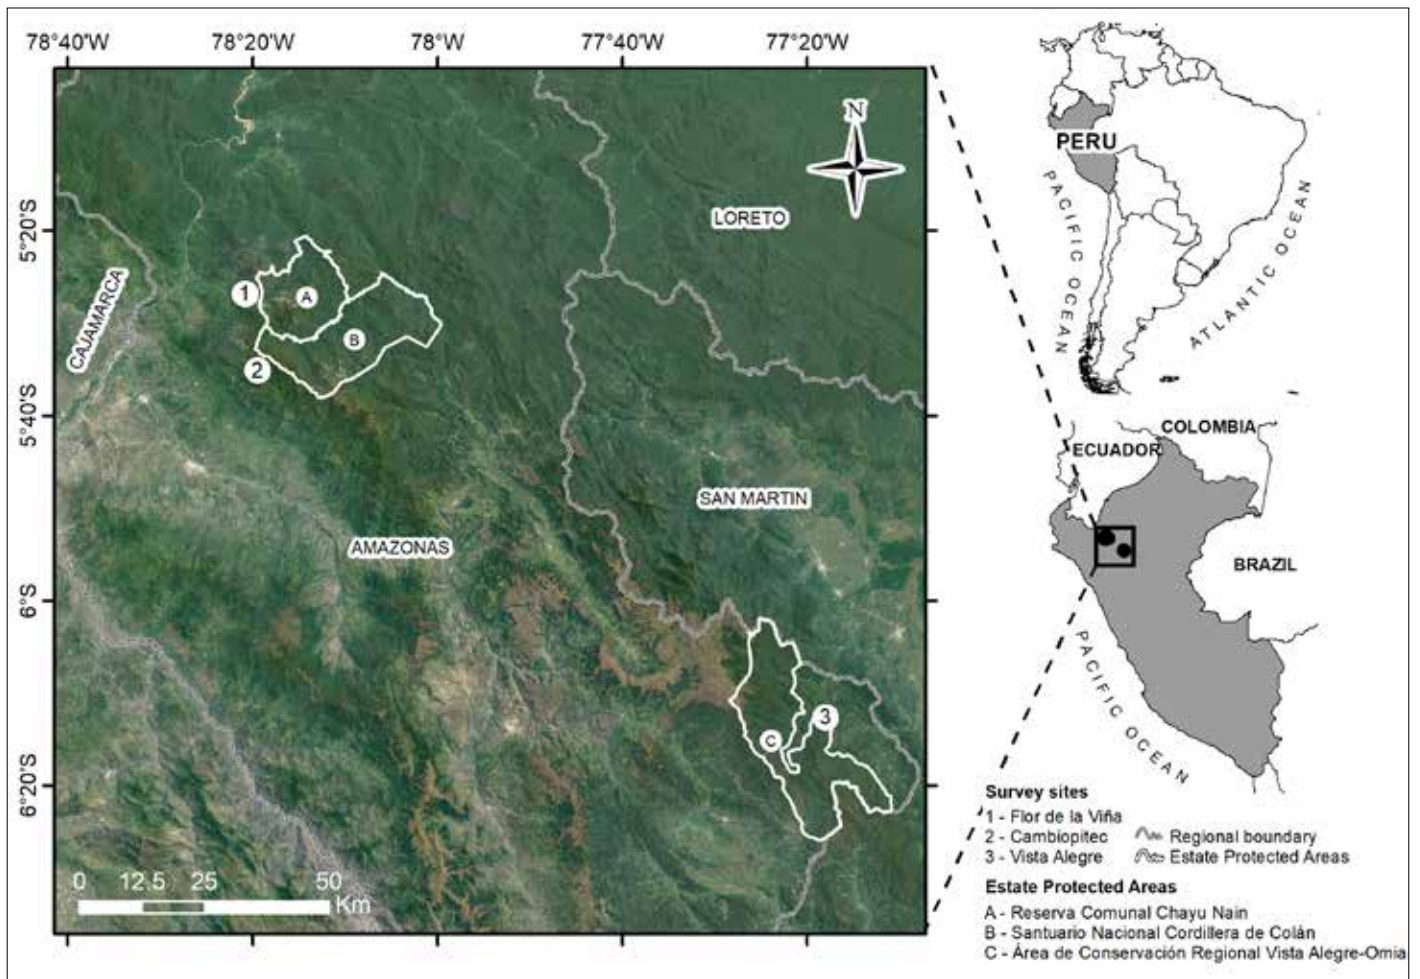 78°40'W 78°20'W 78°W 77°40'W 77°20'W
5°20'S
5°40'S
6°S
6°20'S
N
LORETO
CAJAMARCA
1
A
B
2
SAN MARTIN
AMAZONAS
3
C
0 12.5 25 50
Km
PERU
PACIFIC OCEAN
ATLANTIC OCEAN
COLOMBIA
ECUADOR
BRAZIL
PACIFIC OCEAN
Survey sites
1 - Flor de la Viña
2 - Cambiopitec
3 - Vista Alegre
Regional boundary
Estate Protected Areas
Estate Protected Areas
A - Reserva Comunal Chayu Nain
B - Santuario Nacional Cordillera de Colán
C - Área de Conservación Regional Vista Alegre-Omia